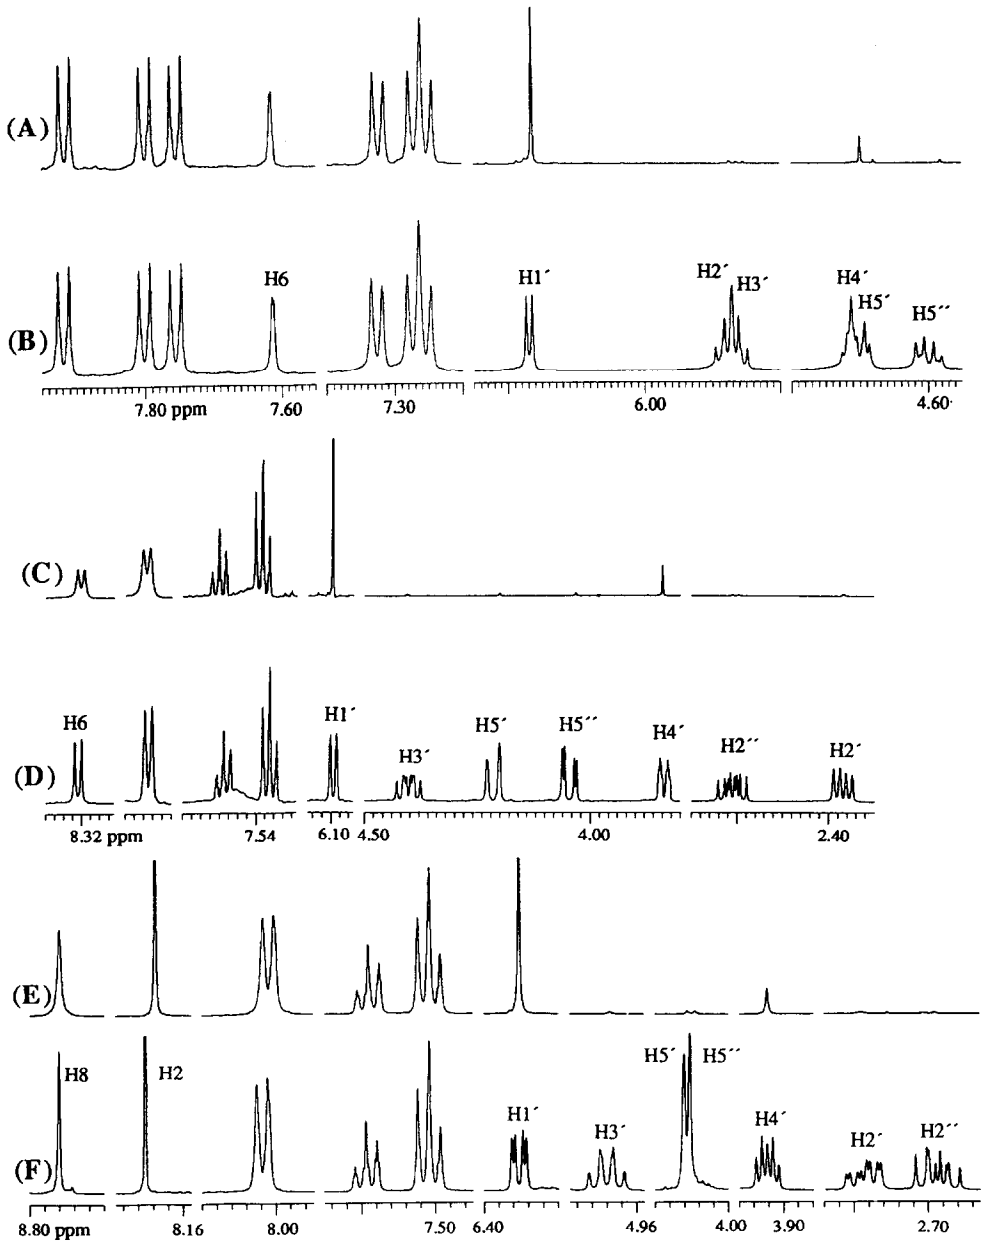 (A)
H6
H1´
H2´
H3´
H4´
H5´
H5´´
(B)
7.80 ppm
7.60
7.30
6.00
4.60
(C)
H6
H1´
H3´
H5´
H5´´
H4´
H2´´
H2´
(D)
8.32 ppm
7.54
6.10
4.50
4.00
2.40
(E)
H8
H2
H1´
H3´
H5´
H5´´
H4´
H2´
H2´´
(F)
8.80 ppm
8.16
8.00
7.50
6.40
4.96
4.00
3.90
2.70